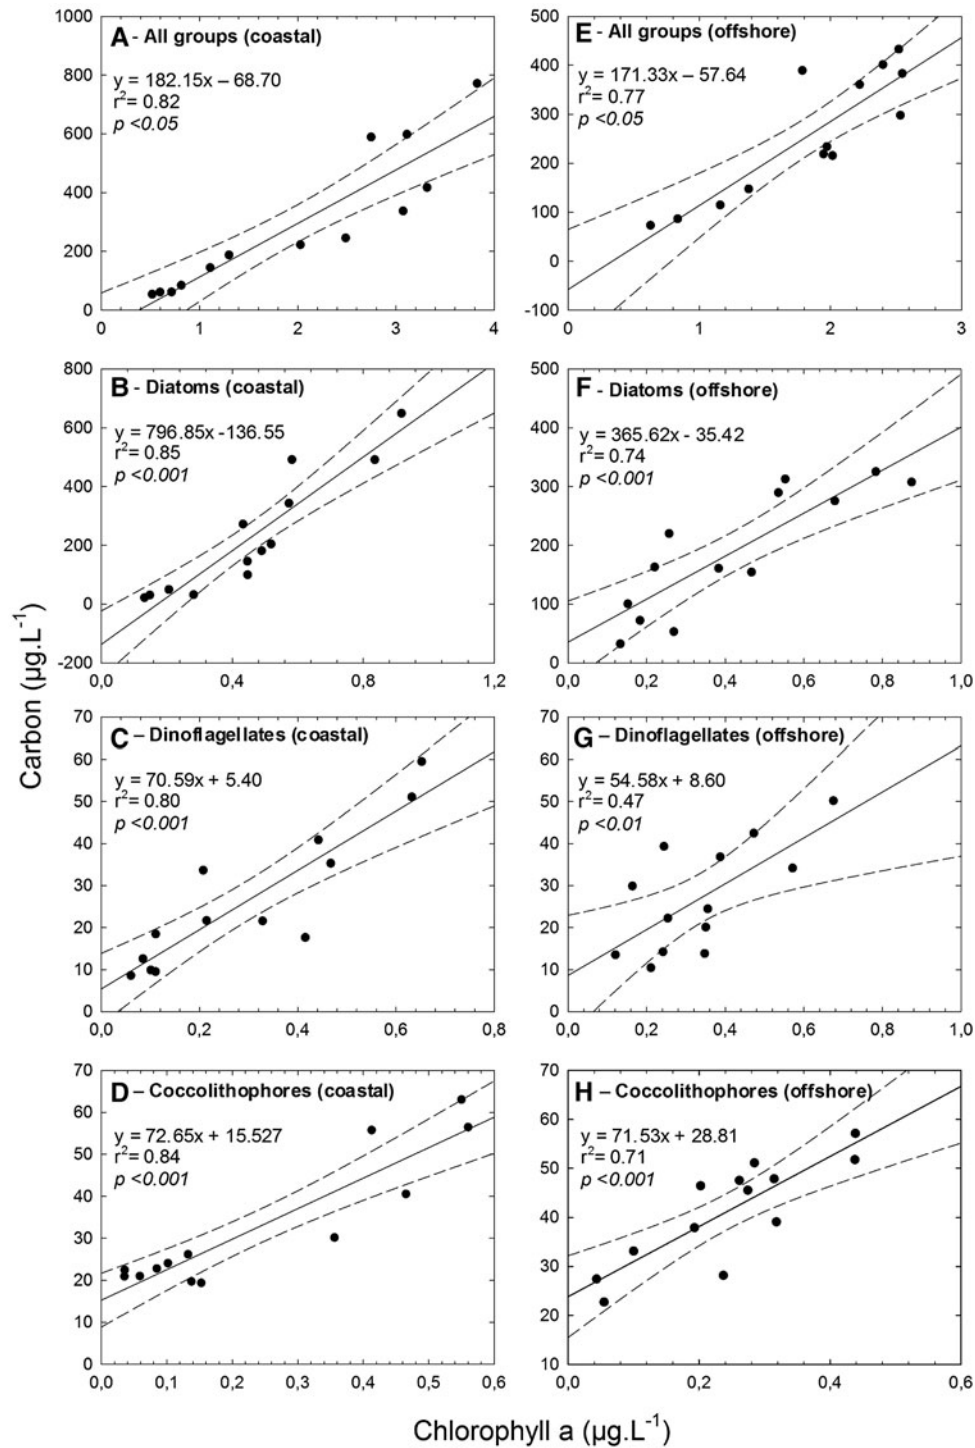 A - All groups (coastal)
y = 182.15x – 68.70
r²= 0.82
p <0.05
1000
800
600
400
200
0
0 1 2 3 4
E - All groups (offshore)
y = 171.33x – 57.64
r²= 0.77
p <0.05
500
400
300
200
100
0
-100
0 1 2 3
B - Diatoms (coastal)
y = 796.85x -136.55
r²= 0.85
p <0.001
800
600
400
200
0
-200
0,0 0,4 0,8 1,2
F - Diatoms (offshore)
y = 365.62x - 35.42
r²= 0.74
p <0.001
500
400
300
200
100
0
0,0 0,2 0,4 0,6 0,8 1,0
C – Dinoflagellates (coastal)
y = 70.59x + 5.40
r²= 0.80
p <0.001
70
60
50
40
30
20
10
0
0,0 0,2 0,4 0,6 0,8
G – Dinoflagellates (offshore)
y = 54.58x + 8.60
r²= 0.47
p <0.01
70
60
50
40
30
20
10
0
0,0 0,2 0,4 0,6 0,8 1,0
D – Coccolithophores (coastal)
y = 72.65x + 15.527
r²= 0.84
p <0.001
70
60
50
40
30
20
10
0
0,0 0,1 0,2 0,3 0,4 0,5 0,6
H – Coccolithophores (offshore)
y = 71.53x + 28.81
r²= 0.71
p <0.001
70
60
50
40
30
20
10
0,0 0,2 0,4 0,6
Carbon (µg.L⁻¹)
Chlorophyll a (µg.L⁻¹)